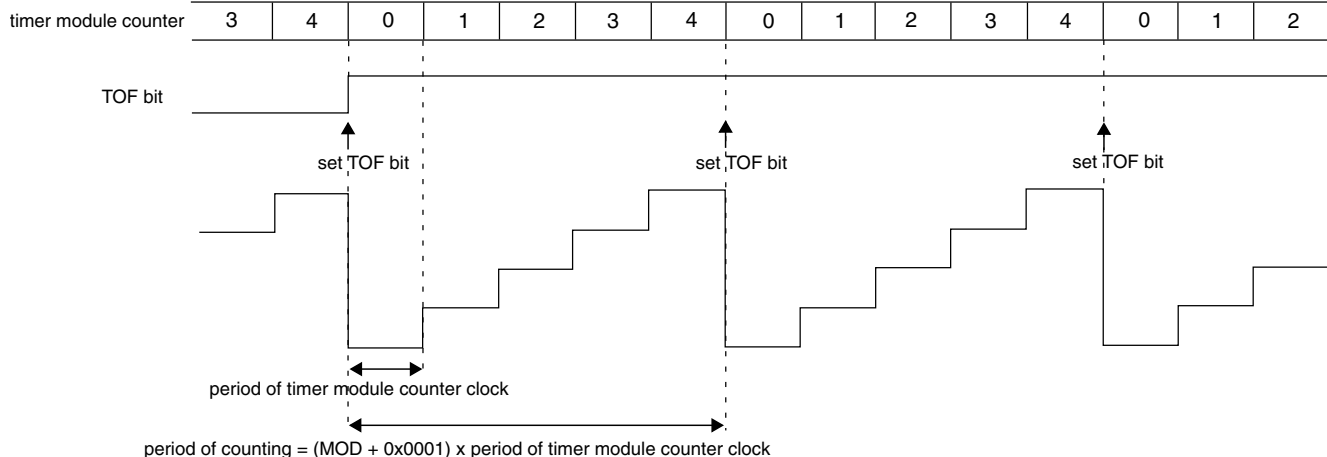 timer module counter 3 4 0 1 2 3 4 0 1 2 3 4 0 1 2
TOF bit
set TOF bit set TOF bit set TOF bit
period of timer module counter clock
period of counting = (MOD + 0x0001) x period of timer module counter clock